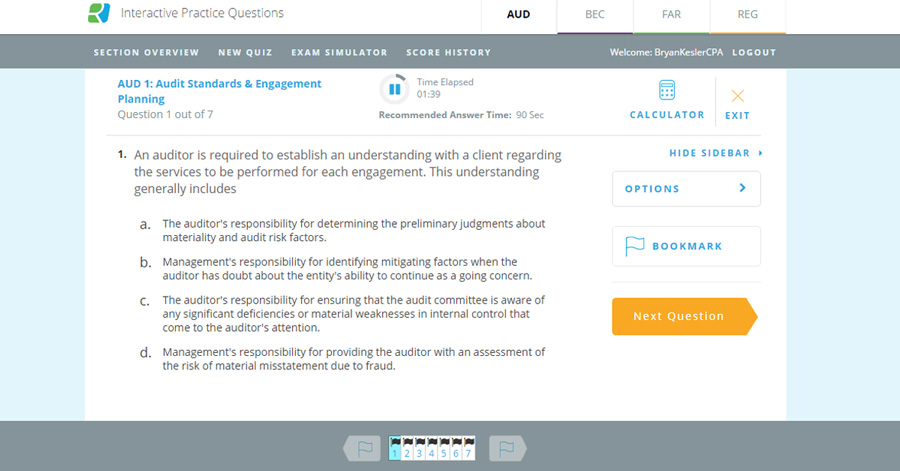 Interactive Practice Questions
AUD BEC FAR REG
SECTION OVERVIEW NEW QUIZ EXAM SIMULATOR SCORE HISTORY Welcome: BryanKeslerCPA LOGOUT
AUD 1: Audit Standards & Engagement
Planning
Question 1 out of 7
Time Elapsed
01:39
Recommended Answer Time: 90 Sec
CALCULATOR
EXIT
1. An auditor is required to establish an understanding with a client regarding
the services to be performed for each engagement. This understanding
generally includes
a. The auditor's responsibility for determining the preliminary judgments about
materiality and audit risk factors.
b. Management's responsibility for identifying mitigating factors when the
auditor has doubt about the entity's ability to continue as a going concern.
c. The auditor's responsibility for ensuring that the audit committee is aware of
any significant deficiencies or material weaknesses in internal control that
come to the auditor's attention.
d. Management's responsibility for providing the auditor with an assessment of
the risk of material misstatement due to fraud.
HIDE SIDEBAR
OPTIONS
BOOKMARK
Next Question
1 2 3 4 5 6 7